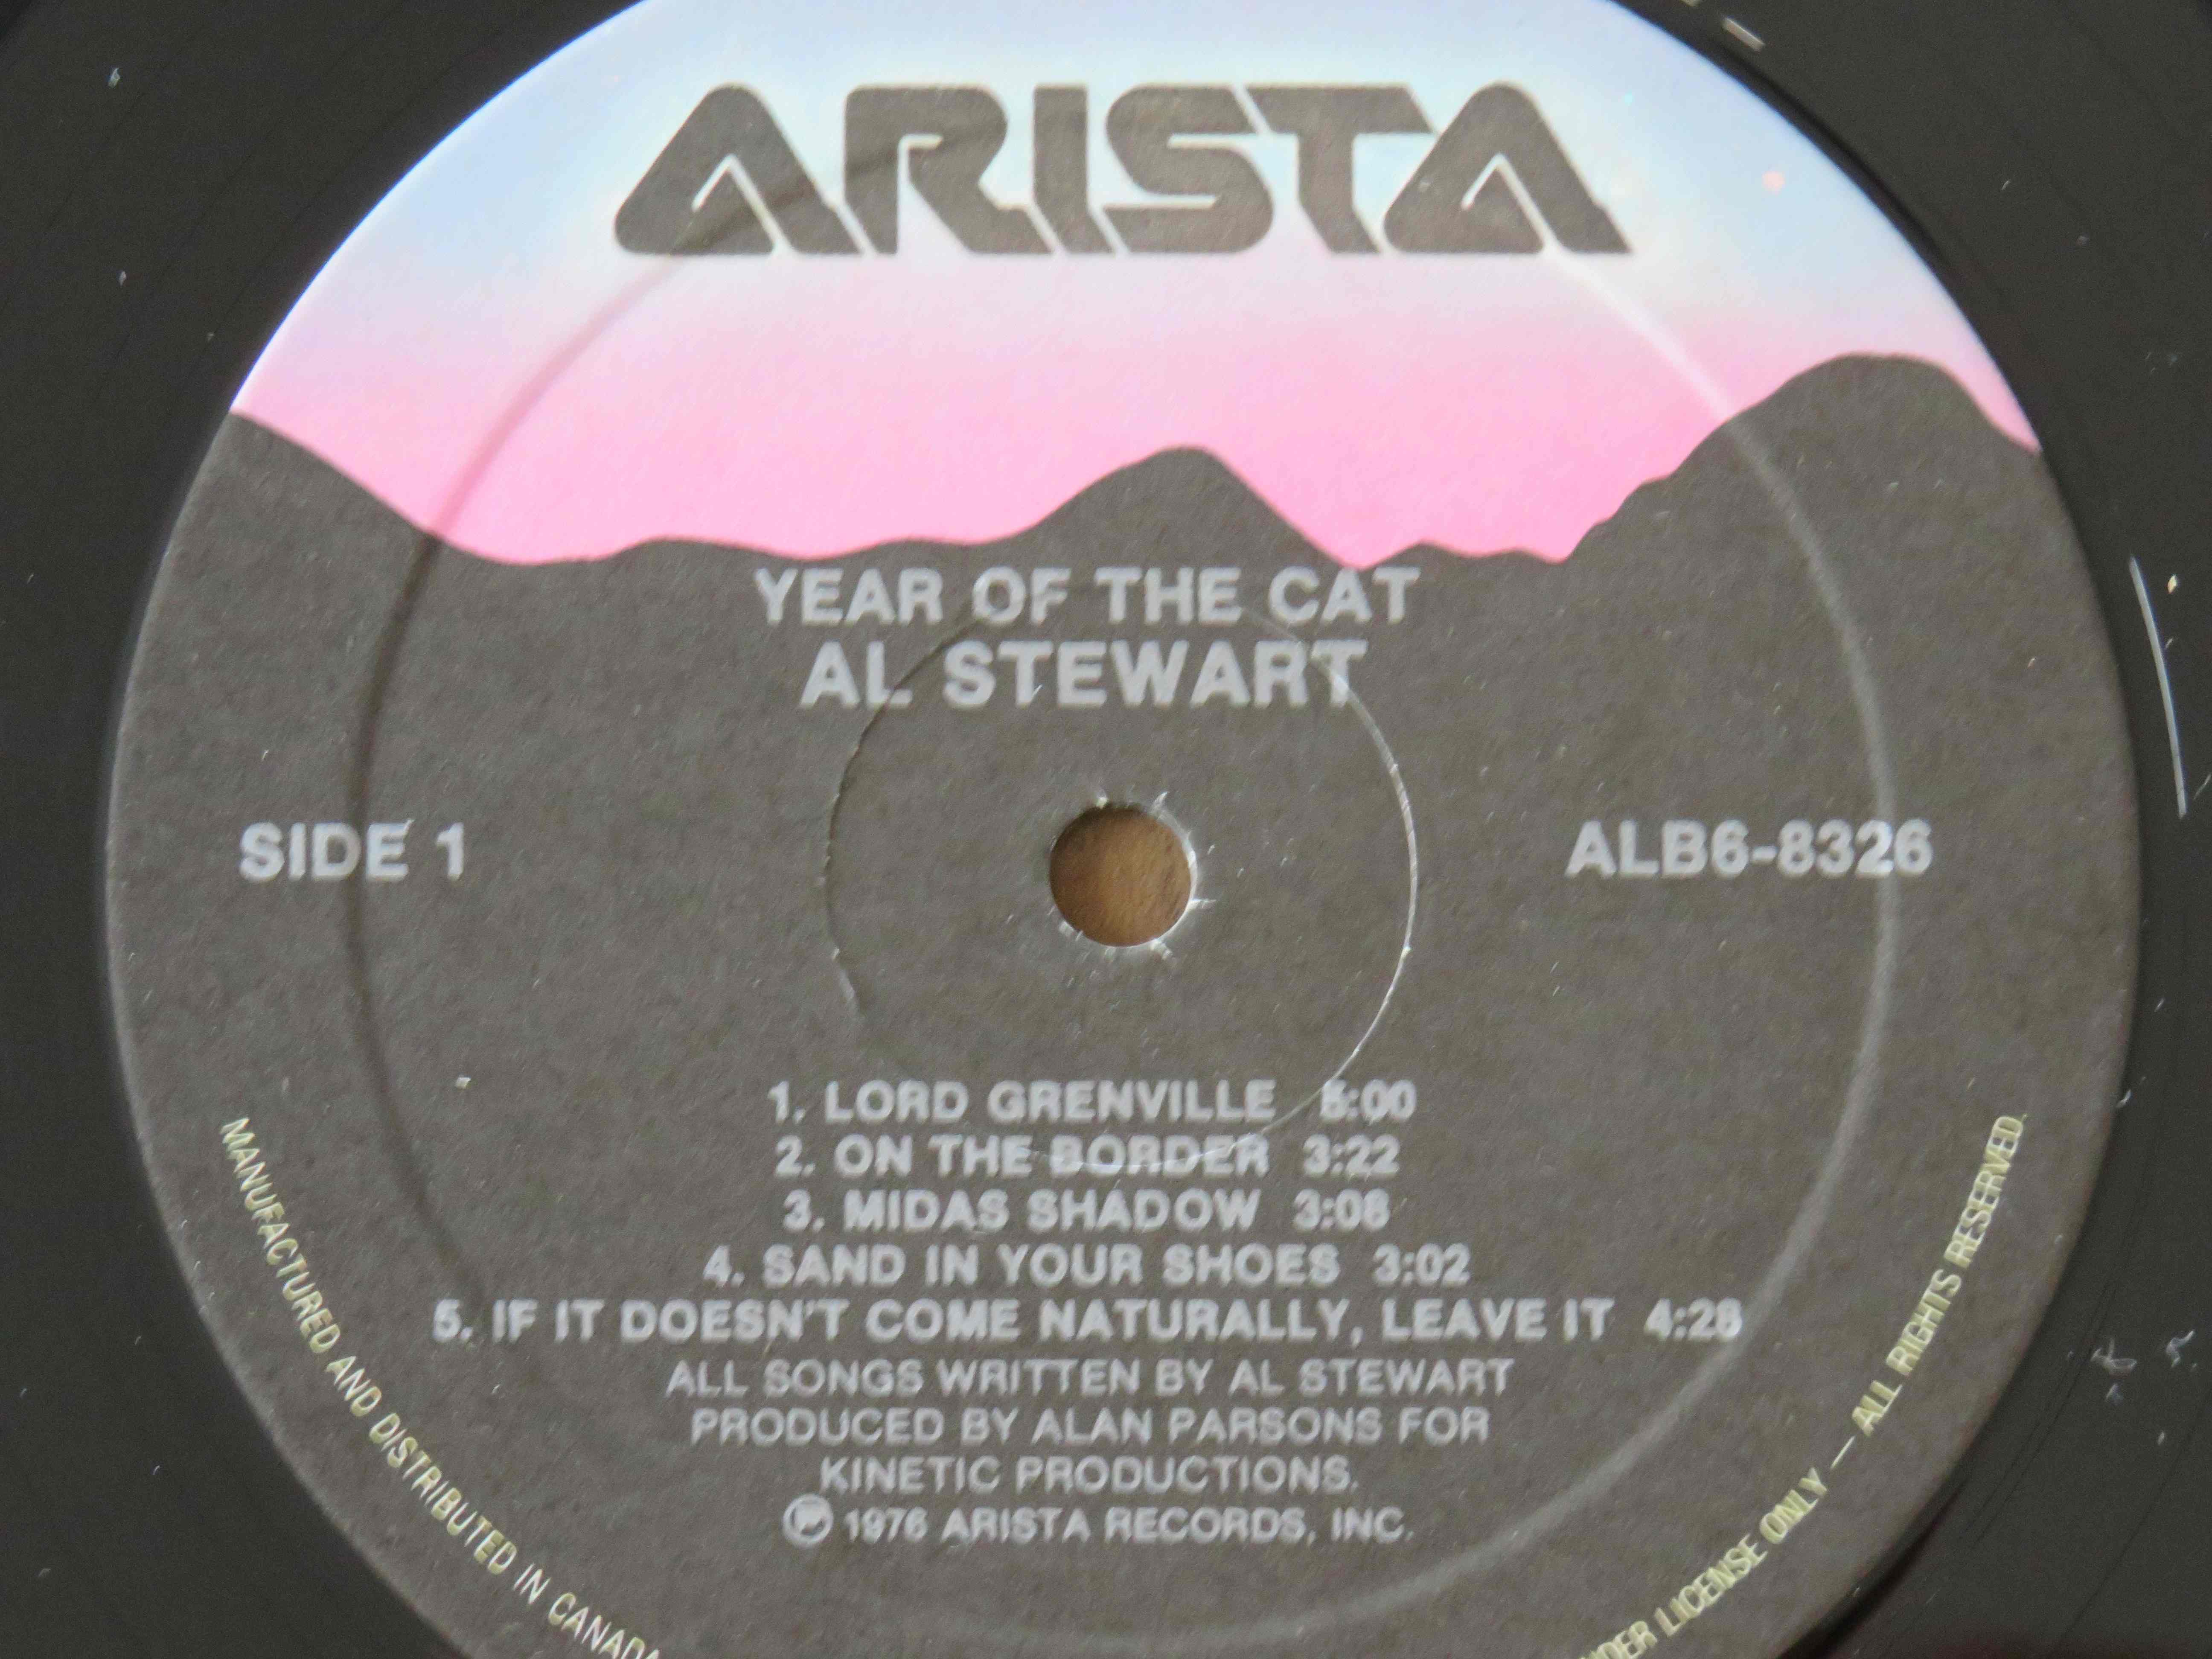 ARISTA
YEAR OF THE CAT
AL STEWART
SIDE 1
ALB6-8326
1. LORD GRENVILLE 5:00
2. ON THE BORDER 3:22
3. MIDAS SHADOW 3:08
4. SAND IN YOUR SHOES 3:02
5. IF IT DOESN'T COME NATURALLY, LEAVE IT 4:28
ALL SONGS WRITTEN BY AL STEWART
PRODUCED BY ALAN PARSONS FOR
KINETIC PRODUCTIONS.
Ⓟ 1976 ARISTA RECORDS, INC.
MANUFACTURED AND DISTRIBUTED IN CANADA
LICENSE ONLY — ALL RIGHTS RESERVED.